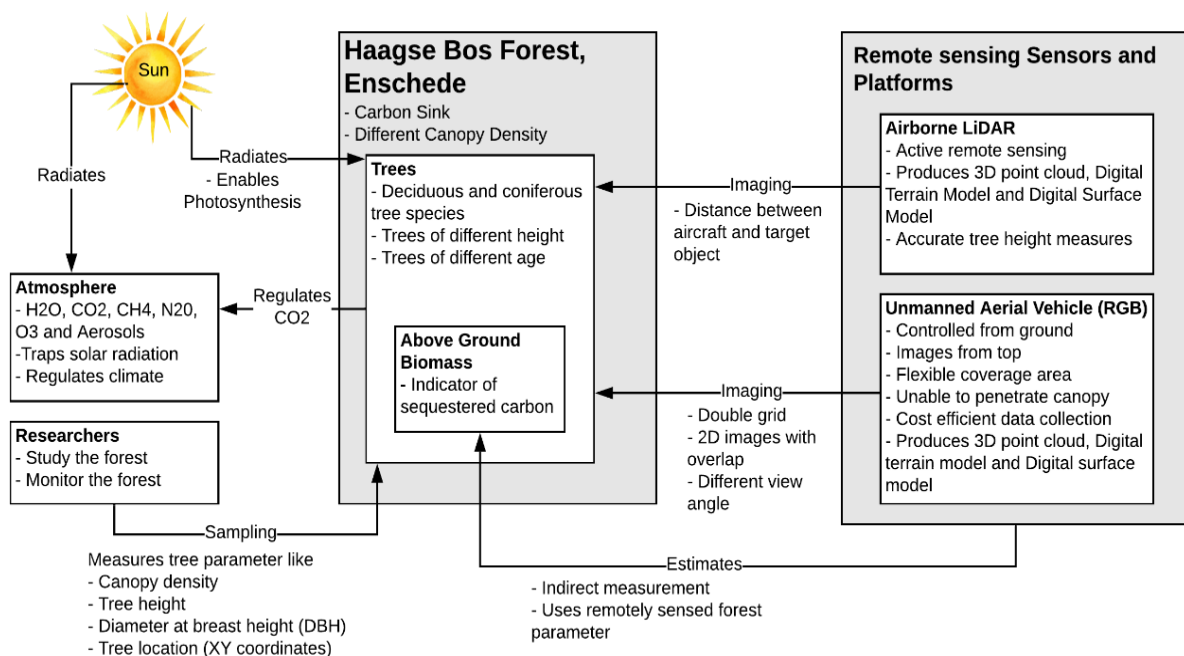 Sun
Radiates
Radiates
- Enables
Photosynthesis
Haagse Bos Forest,
Enschede
- Carbon Sink
- Different Canopy Density
Trees
- Deciduous and coniferous
tree species
- Trees of different height
- Trees of different age
Above Ground
Biomass
- Indicator of
sequestered carbon
Regulates
CO2
Atmosphere
- H2O, CO2, CH4, N20,
O3 and Aerosols
-Traps solar radiation
- Regulates climate
Researchers
- Study the forest
- Monitor the forest
Sampling
Measures tree parameter like
- Canopy density
- Tree height
- Diameter at breast height (DBH)
- Tree location (XY coordinates)
Imaging
- Distance between
aircraft and target
object
Imaging
- Double grid
- 2D images with
overlap
- Different view
angle
Estimates
- Indirect measurement
- Uses remotely sensed forest
parameter
Remote sensing Sensors and
Platforms
Airborne LiDAR
- Active remote sensing
- Produces 3D point cloud, Digital
Terrain Model and Digital Surface
Model
- Accurate tree height measures
Unmanned Aerial Vehicle (RGB)
- Controlled from ground
- Images from top
- Flexible coverage area
- Unable to penetrate canopy
- Cost efficient data collection
- Produces 3D point cloud, Digital
terrain model and Digital surface
model